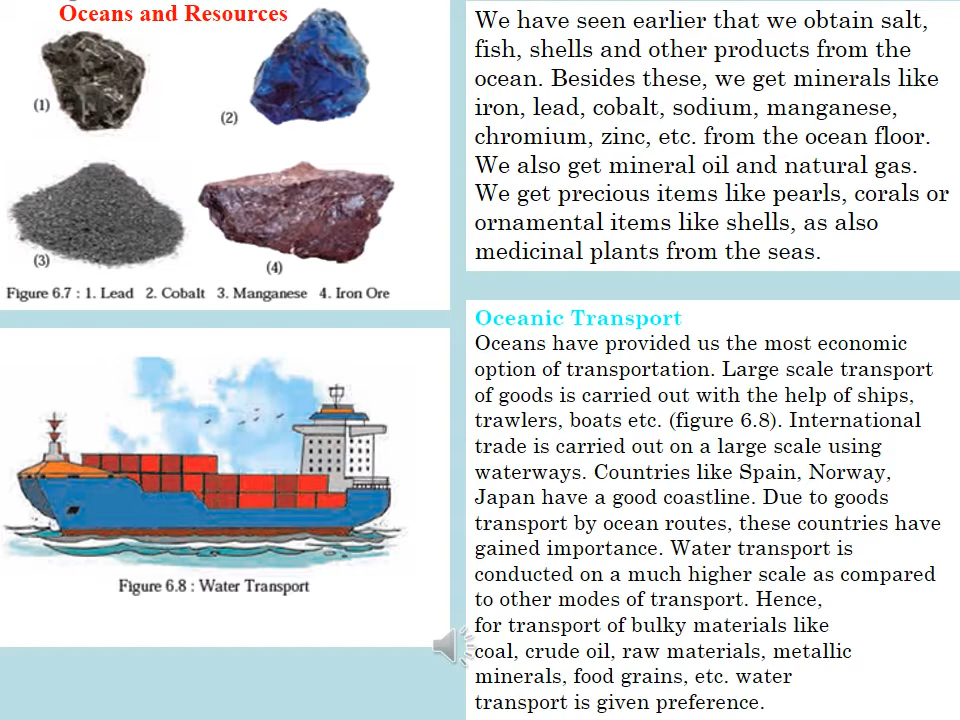 Oceans and Resources
(1)
(2)
(3)
(4)
Figure 6.7 : 1. Lead 2. Cobalt 3. Manganese 4. Iron Ore
Figure 6.8 : Water Transport
We have seen earlier that we obtain salt,
fish, shells and other products from the
ocean. Besides these, we get minerals like
iron, lead, cobalt, sodium, manganese,
chromium, zinc, etc. from the ocean floor.
We also get mineral oil and natural gas.
We get precious items like pearls, corals or
ornamental items like shells, as also
medicinal plants from the seas.
Oceanic Transport
Oceans have provided us the most economic
option of transportation. Large scale transport
of goods is carried out with the help of ships,
trawlers, boats etc. (figure 6.8). International
trade is carried out on a large scale using
waterways. Countries like Spain, Norway,
Japan have a good coastline. Due to goods
transport by ocean routes, these countries have
gained importance. Water transport is
conducted on a much higher scale as compared
to other modes of transport. Hence,
for transport of bulky materials like
coal, crude oil, raw materials, metallic
minerals, food grains, etc. water
transport is given preference.